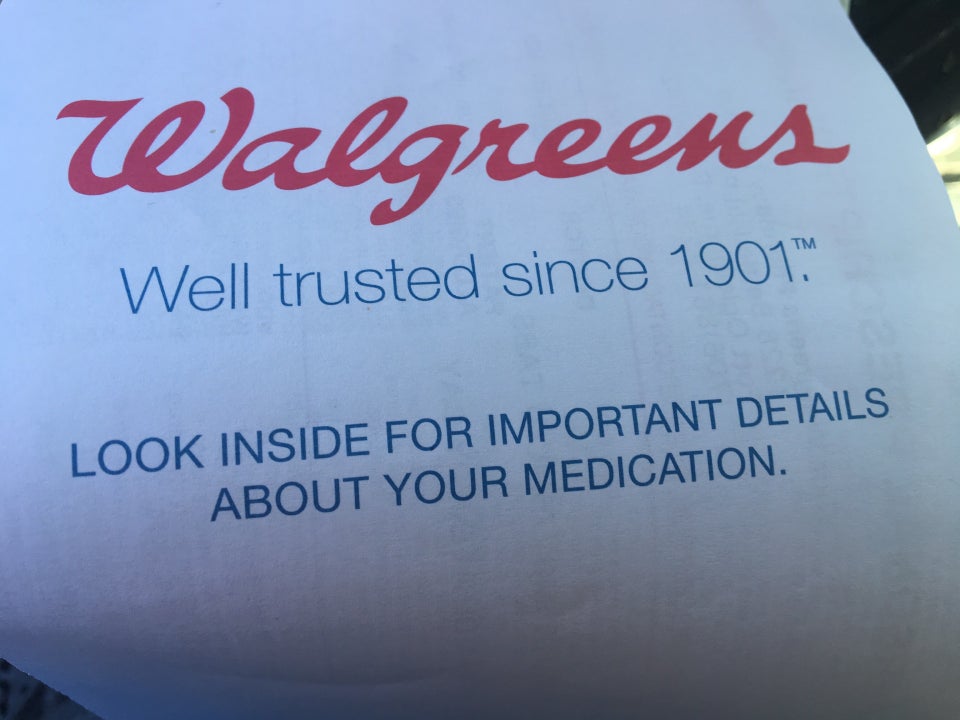 Walgreens
Well trusted since 1901.™
LOOK INSIDE FOR IMPORTANT DETAILS
ABOUT YOUR MEDICATION.